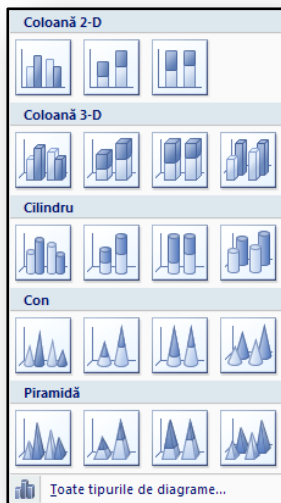 Coloană 2-D
Coloană 3-D
Cilindru
Con
Piramidă
Toate tipurile de diagrame...